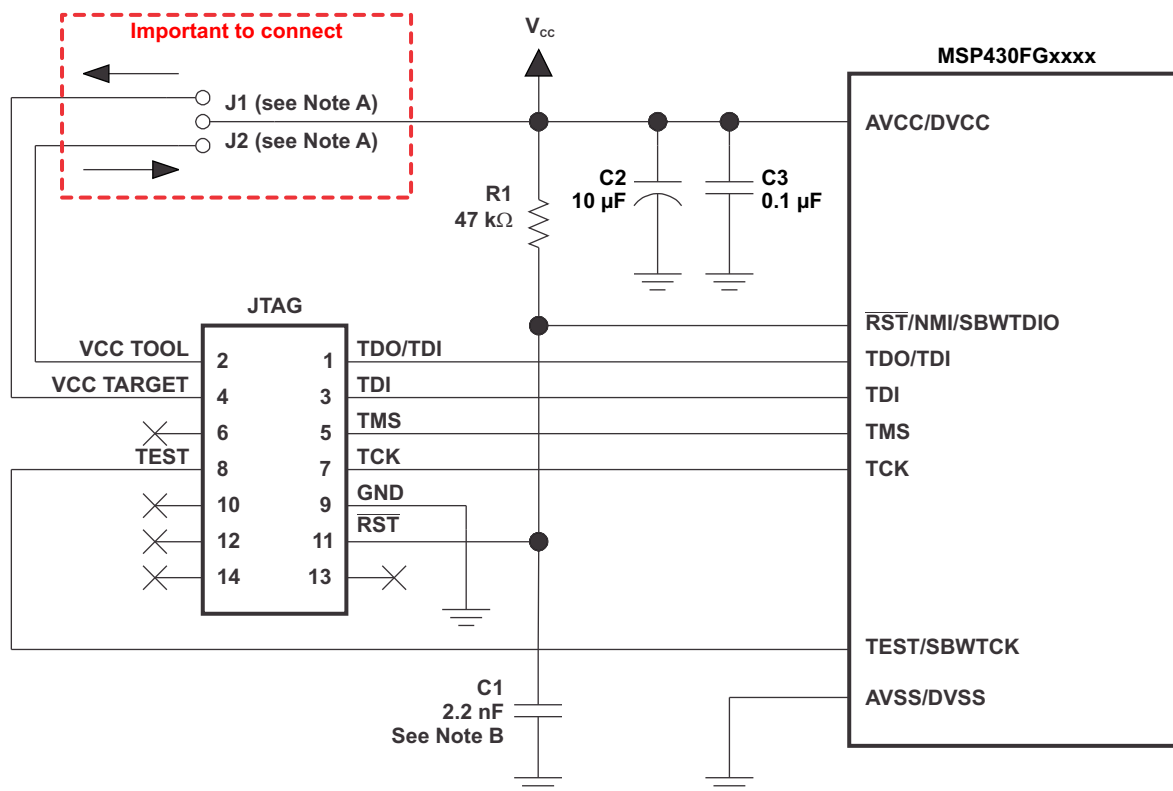 Important to connect
J1 (see Note A)
J2 (see Note A)
Vcc
MSP430FGxxxx
AVCC/DVCC
R1
47 kΩ
C2
10 µF
C3
0.1 µF
JTAG
RST/NMI/SBWTDIO
VCC TOOL
2
1
TDO/TDI
TDO/TDI
VCC TARGET
4
3
TDI
TDI
6
5
TMS
TMS
TEST
8
7
TCK
TCK
10
9
GND
12
11
RST
14
13
TEST/SBWTCK
C1
2.2 nF
See Note B
AVSS/DVSS